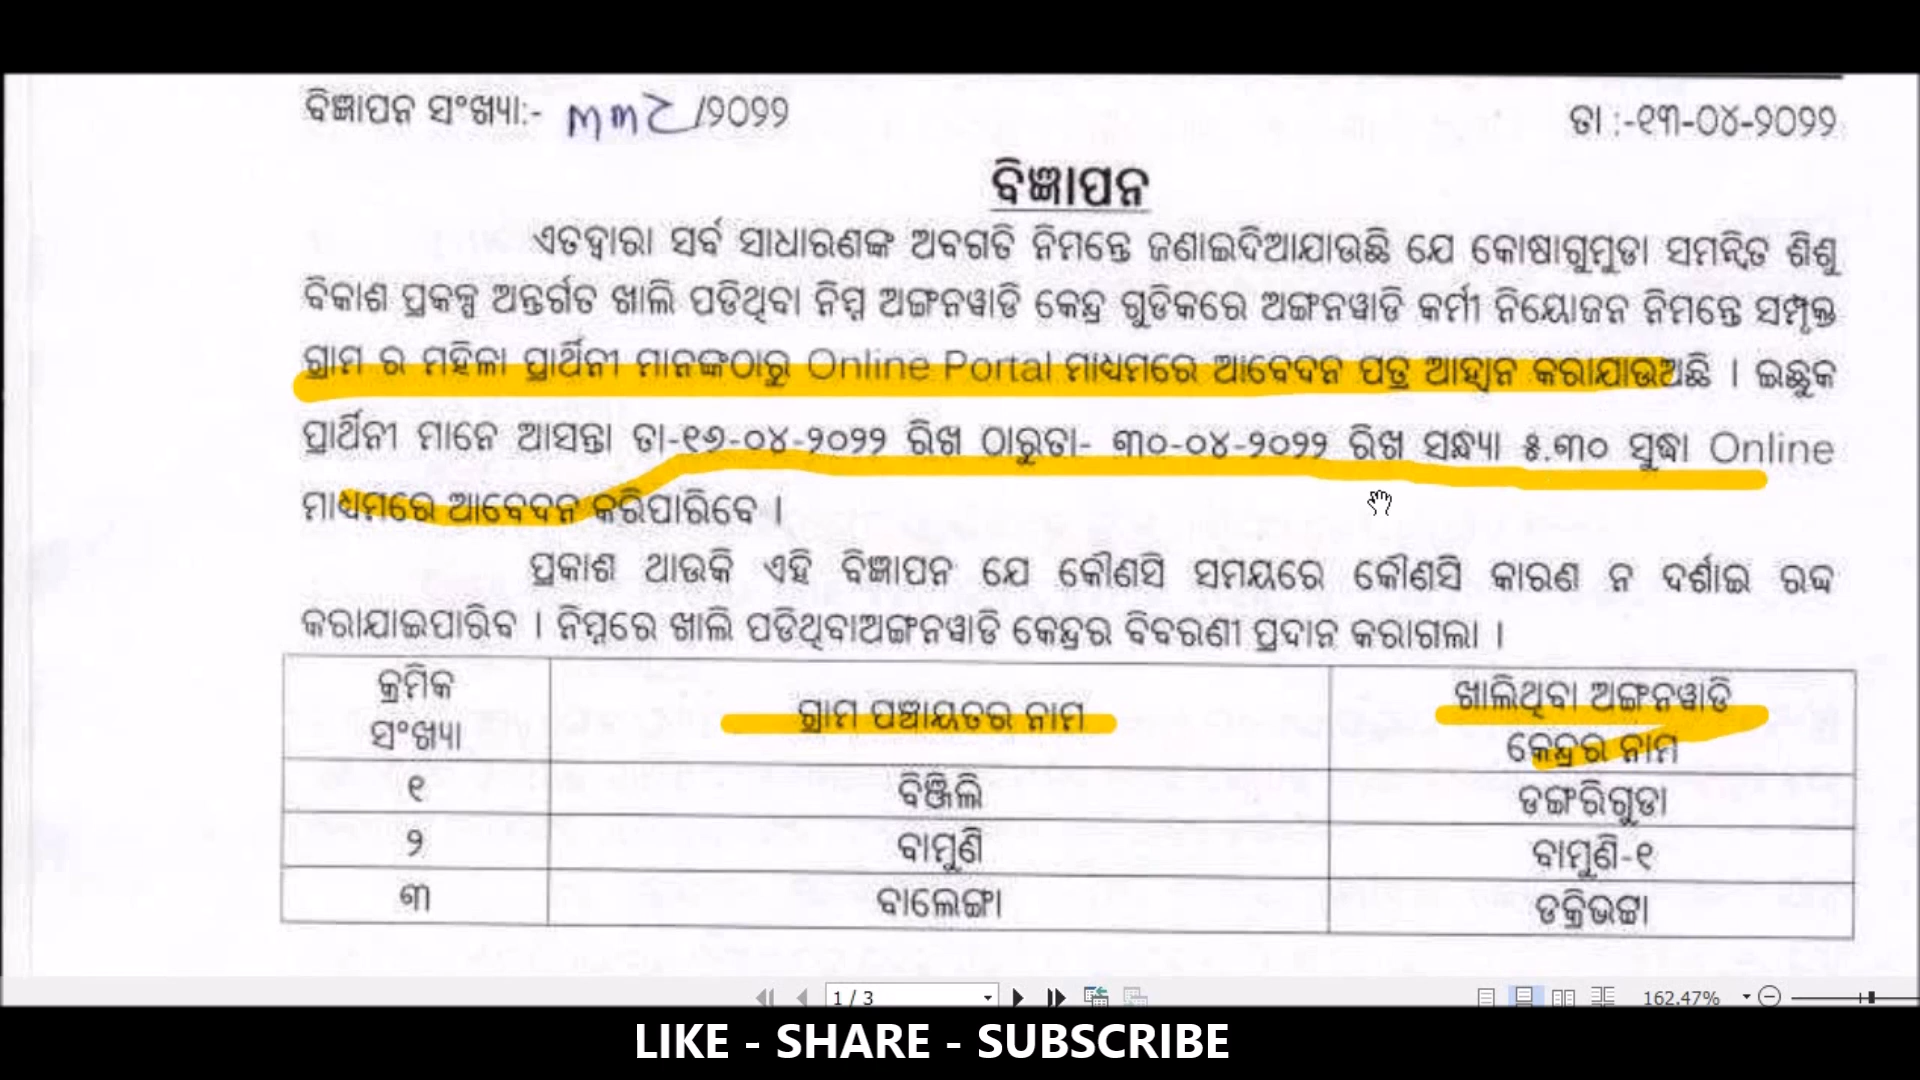 ବିଜ୍ଞାପନ ସଂଖ୍ୟା:- /୨୦୨୨
ତା :-୧୩-୦୪-୨୦୨୨
ବିଜ୍ଞାପନ
ଏତଦ୍ୱାରା ସର୍ବ ସାଧାରଣଙ୍କ ଅବଗତି ନିମନ୍ତେ ଜଣାଇଦିଆଯାଉଛି ଯେ କୋଷାଗୁମୁଡା ସମନ୍ୱିତ ଶିଶୁ
ବିକାଶ ପ୍ରକଳ୍ପ ଅନ୍ତର୍ଗତ ଖାଲି ପଡିଥିବା ନିମ୍ନ ଅଙ୍ଗନୱାଡି କେନ୍ଦ୍ର ଗୁଡିକରେ ଅଙ୍ଗନୱାଡି କର୍ମୀ ନିୟୋଜନ ନିମନ୍ତେ ସମ୍ପୃକ୍ତ
ଗ୍ରାମ ର ମହିଳା ପ୍ରାର୍ଥିନୀ ମାନଙ୍କଠାରୁ Online Portal ମାଧ୍ୟମରେ ଆବେଦନ ପତ୍ର ଆହ୍ୱାନ କରାଯାଉଅଛି । ଇଚ୍ଛୁକ
ପ୍ରାର୍ଥିନୀ ମାନେ ଆସନ୍ତା ତା-୧୬-୦୪-୨୦୨୨ ରିଖ ଠାରୁତା- ୩୦-୦୪-୨୦୨୨ ରିଖ ସନ୍ଧ୍ୟା ୫.୩୦ ସୁଦ୍ଧା Online
ମାଧ୍ୟମରେ ଆବେଦନ କରିପାରିବେ ।
ପ୍ରକାଶ ଥାଉକି ଏହି ବିଜ୍ଞାପନ ଯେ କୌଣସି ସମୟରେ କୌଣସି କାରଣ ନ ଦର୍ଶାଇ ରଦ୍ଦ
କରାଯାଇପାରିବ । ନିମ୍ନରେ ଖାଲି ପଡିଥିବାଅଙ୍ଗନୱାଡି କେନ୍ଦ୍ରର ବିବରଣୀ ପ୍ରଦାନ କରାଗଲା ।
କ୍ରମିକ
ସଂଖ୍ୟା
ଗ୍ରାମ ପଞ୍ଚାୟତର ନାମ
ଖାଲିଥିବା ଅଙ୍ଗନୱାଡି
କେନ୍ଦ୍ରର ନାମ
୧ ବିଞ୍ଜିଲି ଡଙ୍ଗରିଗୁଡା
୨ ବାମୁଣି ବାମୁଣି-୧
୩ ବାଲେଙ୍ଗା ଡକ୍ରିଭଟ୍ଟା
1 / 3
162.47%
LIKE - SHARE - SUBSCRIBE